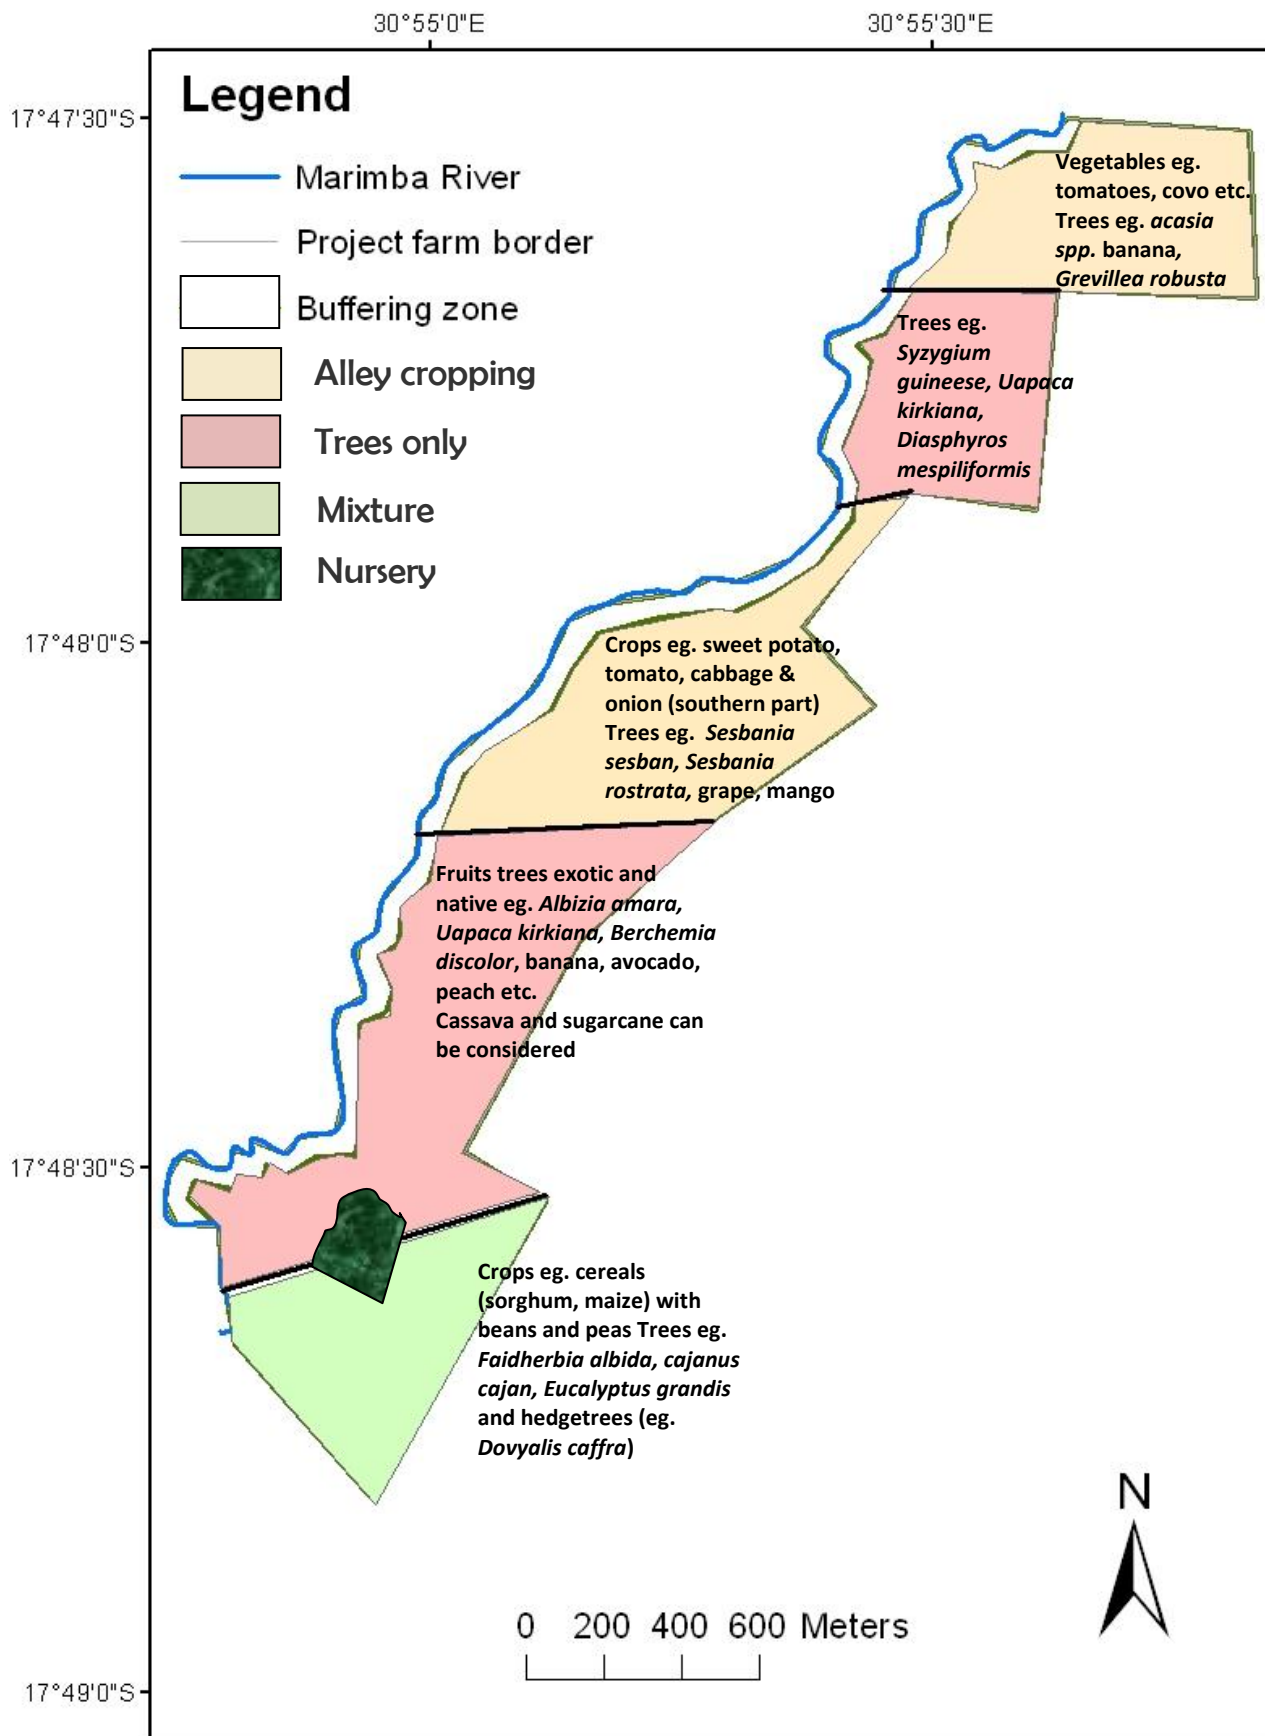 30°55'0"E
30°55'30"E
Legend
17°47'30"S
Marimba River
Project farm border
Buffering zone
Alley cropping
Trees only
Mixture
Nursery
Vegetables eg.
tomatoes, covo etc.
Trees eg. acasia
spp. banana,
Grevillea robusta
Trees eg.
Syzygium
guineese, Uapaca
kirkiana,
Diasphyros
mespiliformis
17°48'0"S
Crops eg. sweet potato,
tomato, cabbage &
onion (southern part)
Trees eg. Sesbania
sesban, Sesbania
rostrata, grape, mango
Fruits trees exotic and
native eg. Albizia amara,
Uapaca kirkiana, Berchemia
discolor, banana, avocado,
peach etc.
Cassava and sugarcane can
be considered
17°48'30"S
Crops eg. cereals
(sorghum, maize) with
beans and peas Trees eg.
Faidherbia albida, cajanus
cajan, Eucalyptus grandis
and hedgetrees (eg.
Dovyalis caffra)
N
0 200 400 600 Meters
17°49'0"S